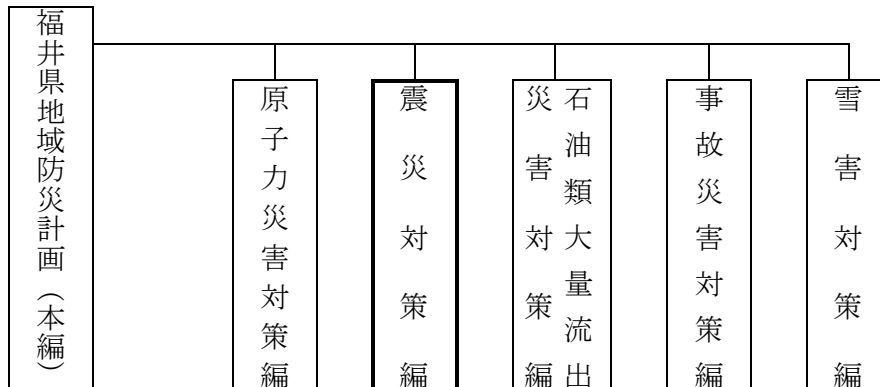 福井県地域防災計画（本編）
原子力災害対策編
震災対策編
石油類大量流出
災害対策編
事故災害対策編
雪害対策編